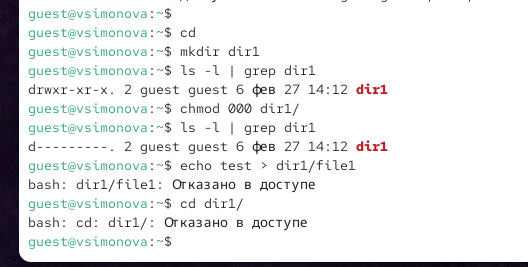 guest@vsimonova:~$
guest@vsimonova:~$ cd
guest@vsimonova:~$ mkdir dir1
guest@vsimonova:~$ ls -l | grep dir1
drwxr-xr-x. 2 guest guest 6 фев 27 14:12 dir1
guest@vsimonova:~$ chmod 000 dir1/
guest@vsimonova:~$ ls -l | grep dir1
d---------. 2 guest guest 6 фев 27 14:12 dir1
guest@vsimonova:~$ echo test > dir1/file1
bash: dir1/file1: Отказано в доступе
guest@vsimonova:~$ cd dir1/
bash: cd: dir1/: Отказано в доступе
guest@vsimonova:~$